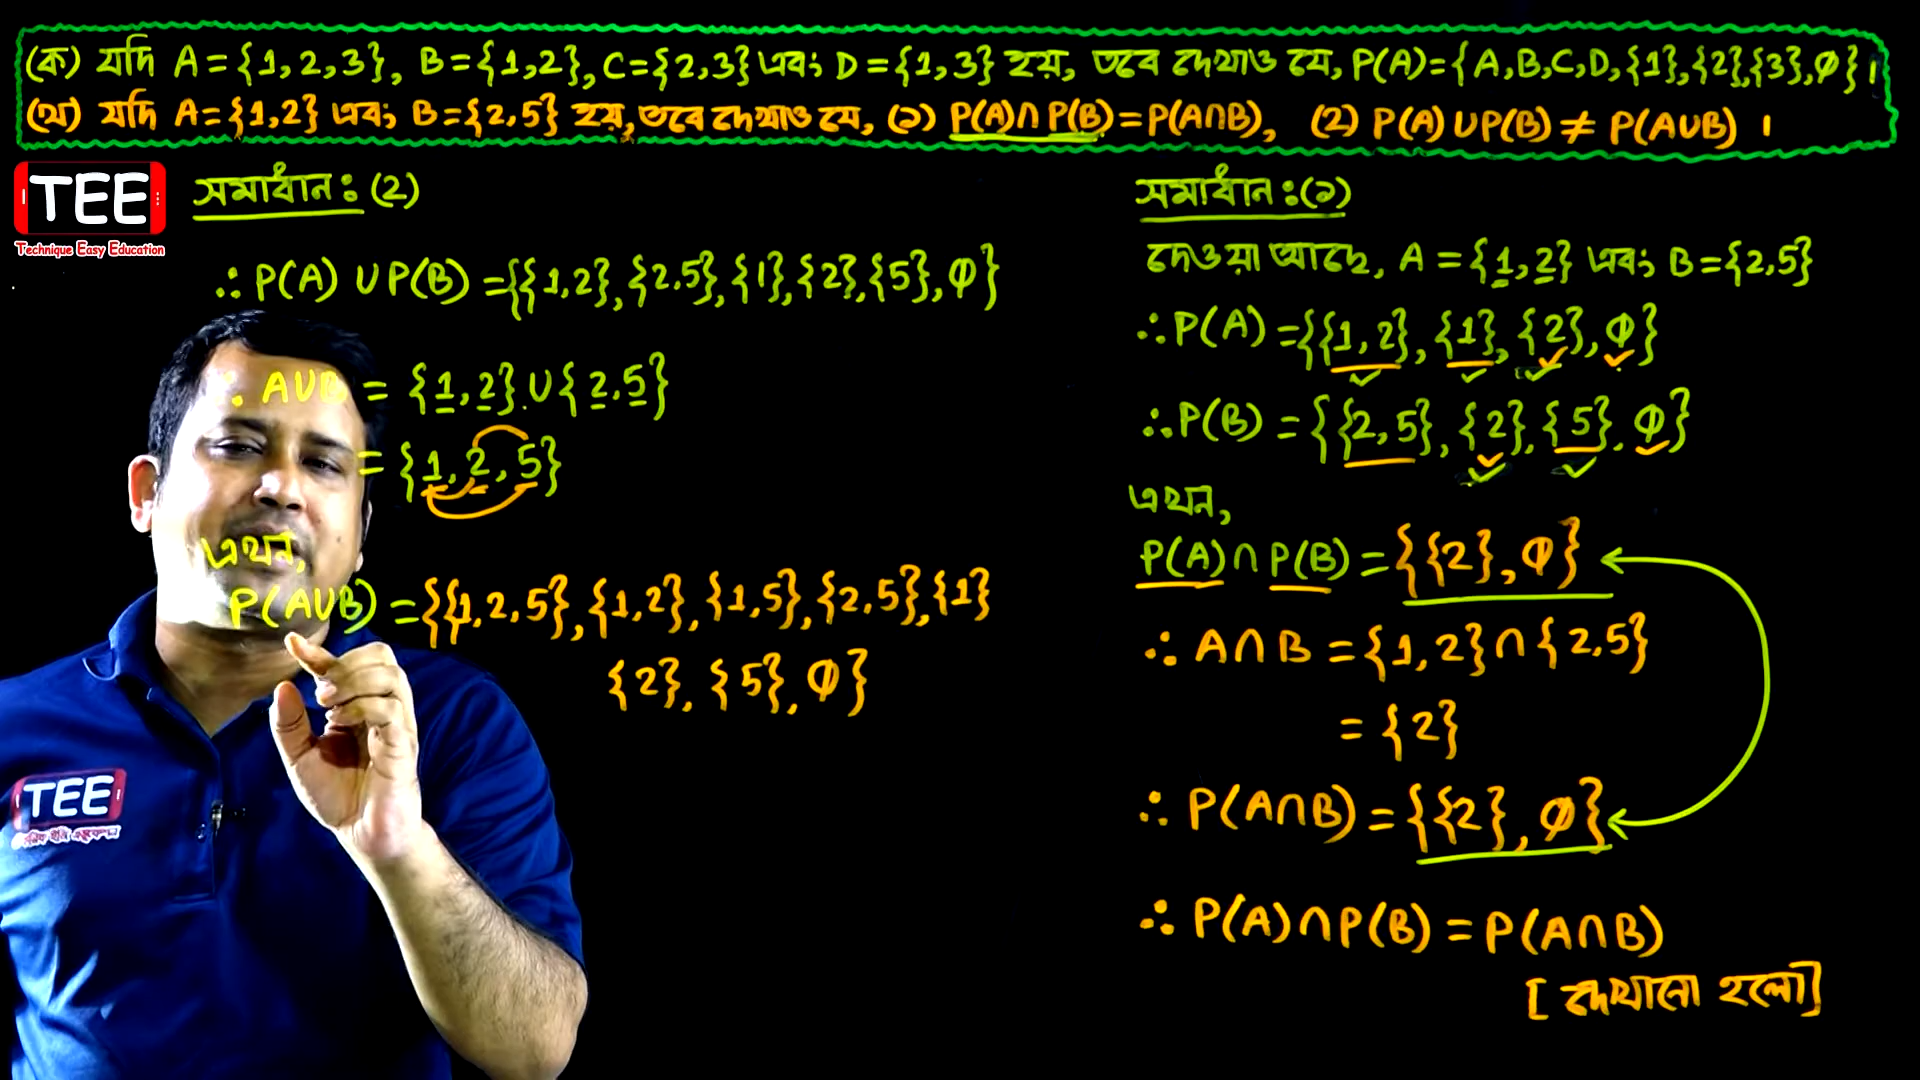 (ক) যদি A={1,2,3}, B={1,2}, C={2,3} এবং D={1,3} হয়, তবে দেখাও যে, P(A)={A,B,C,D,{1},{2},{3},Φ}।
(খ) যদি A={1,2} এবং B={2,5} হয়, তবে দেখাও যে, (১) P(A)∩P(B)=P(A∩B), (2) P(A)∪P(B)≠P(A∪B)।
TEE
Technique Easy Education
সমাধান: (2)
∴ P(A)∪P(B)={{1,2},{2,5},{1},{2},{5},Φ}
∴ A∪B = {1,2}∪{2,5}
= {1,2,5}
এখন,
P(A∪B) = {{1,2,5},{1,2},{1,5},{2,5},{1}
{2},{5},Φ}
TEE
সমাধান: (১)
দেওয়া আছে, A={1,2} এবং B={2,5}
∴ P(A)={{1,2},{1},{2},Φ}
∴ P(B)={{2,5},{2},{5},Φ}
এখন,
P(A)∩P(B)={{2},Φ}
∴ A∩B={1,2}∩{2,5}
={2}
∴ P(A∩B)={{2},Φ}
∴ P(A)∩P(B)=P(A∩B)
[দেখানো হলো]